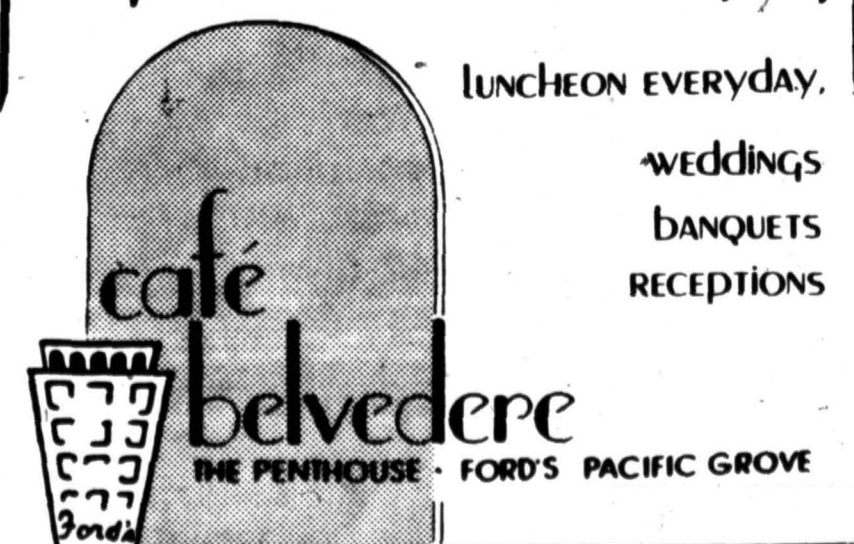 luncheon everyday,
weddings
banquets
receptions
café
belvedere
THE PENTHOUSE · FORD'S PACIFIC GROVE
Ford's